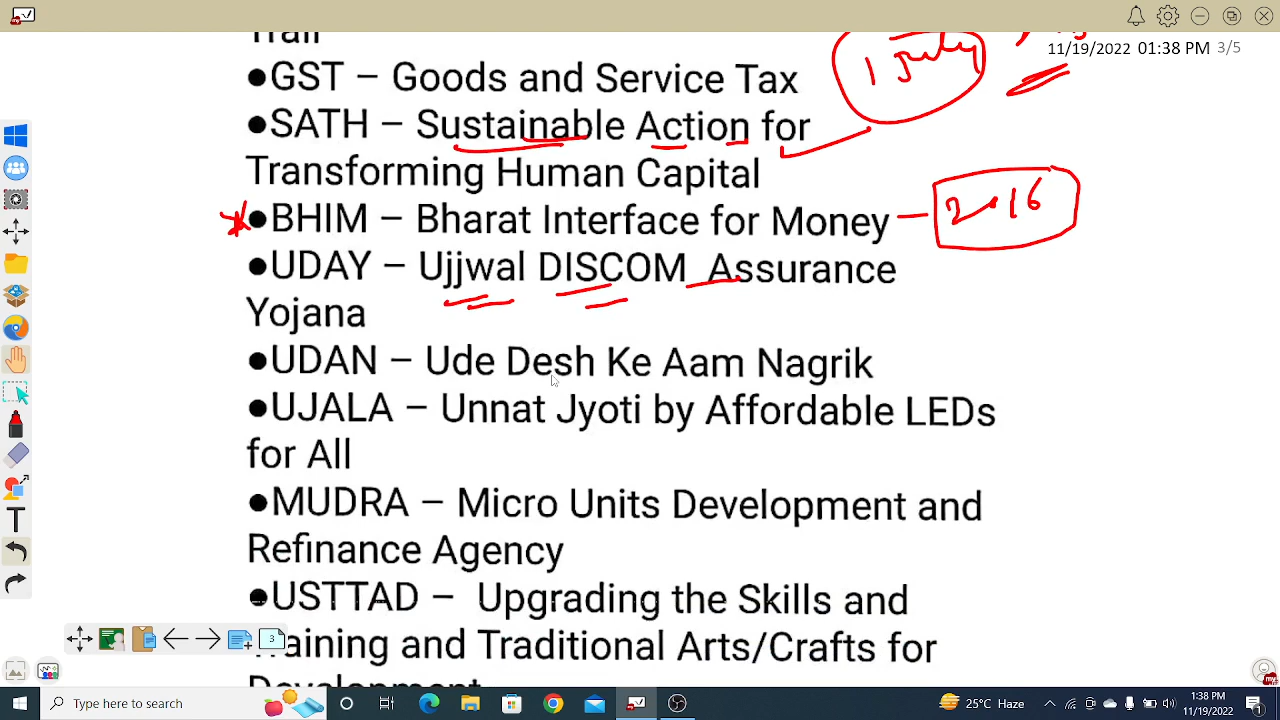 11/19/2022 01:38 PM 3/5
1 July
●GST – Goods and Service Tax
●SATH – Sustainable Action for
Transforming Human Capital
●BHIM – Bharat Interface for Money – 2016
●UDAY – Ujjwal DISCOM Assurance
Yojana
●UDAN – Ude Desh Ke Aam Nagrik
●UJALA – Unnat Jyoti by Affordable LEDs
for All
●MUDRA – Micro Units Development and
Refinance Agency
●USTTAD – Upgrading the Skills and
Training and Traditional Arts/Crafts for
Development
3
Type here to search
25°C Haze
1:38 PM
11/19/2022